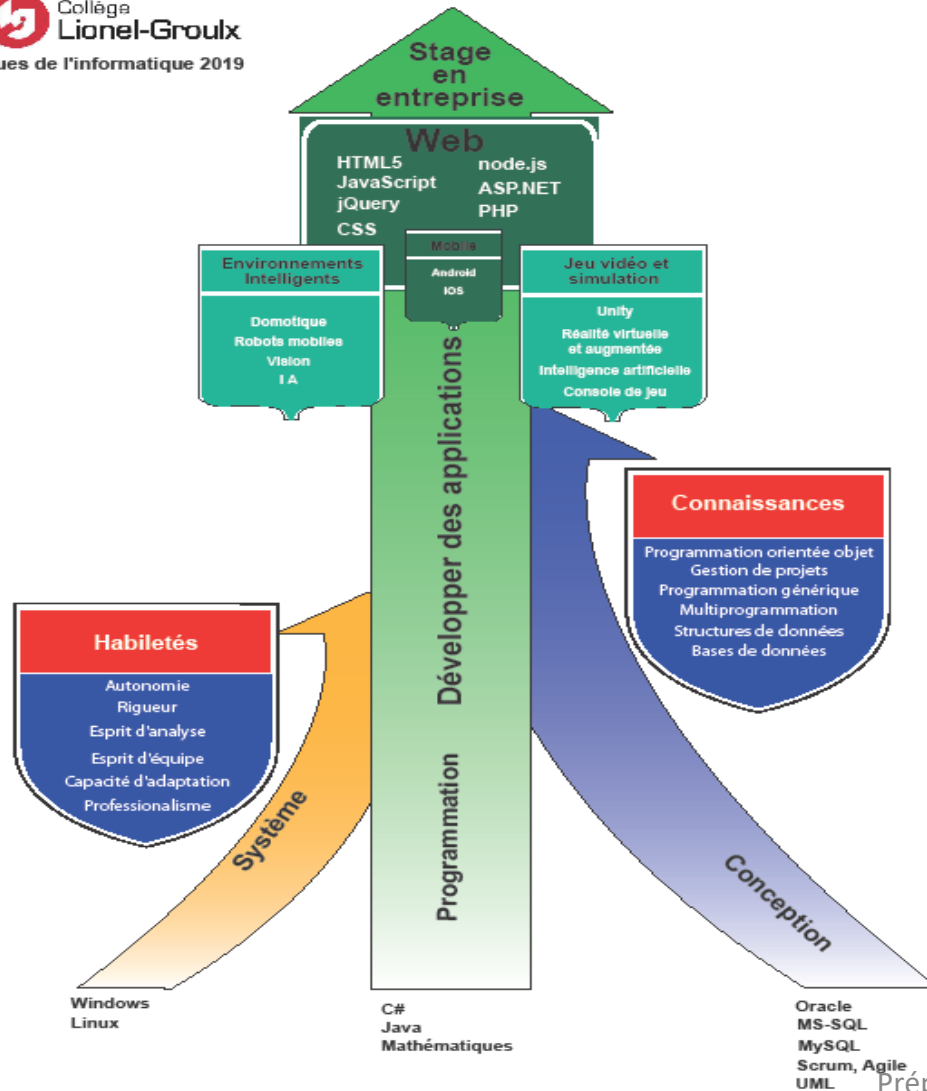 Collège
Lionel-Groulx
ues de l'informatique 2019
Stage
en
entreprise
Web
HTML5
JavaScript
jQuery
CSS
node.js
ASP.NET
PHP
Mobile
Android
IOS
Environnements
Intelligents
Domotique
Robots mobiles
Vision
I A
Jeu vidéo et
simulation
Unity
Réalité virtuelle
et augmentée
Intelligence artificielle
Console de jeu
Connaissances
Programmation orientée objet
Gestion de projets
Programmation générique
Multiprogrammation
Structures de données
Bases de données
Habiletés
Autonomie
Rigueur
Esprit d'analyse
Esprit d'équipe
Capacité d'adaptation
Professionalisme
Système
Programmation Développer des applications
Conception
Windows
Linux
C#
Java
Mathématiques
Oracle
MS-SQL
MySQL
Scrum, Agile
UML
Prép